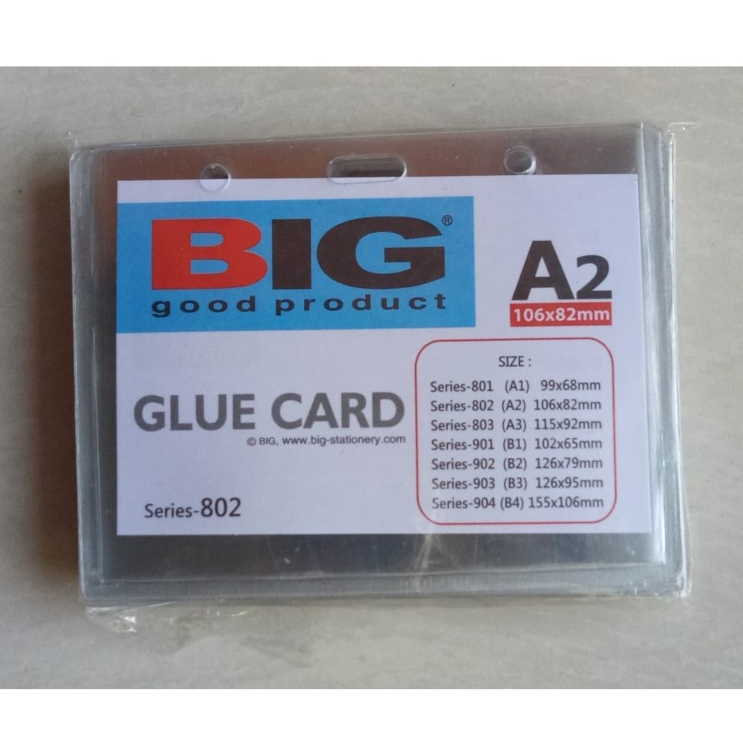 BIG®
good product
A2
106x82mm
GLUE CARD
© BIG, www.big-stationery.com
Series-802
SIZE :
Series-801 (A1) 99x68mm
Series-802 (A2) 106x82mm
Series-803 (A3) 115x92mm
Series-901 (B1) 102x65mm
Series-902 (B2) 126x79mm
Series-903 (B3) 126x95mm
Series-904 (B4) 155x106mm